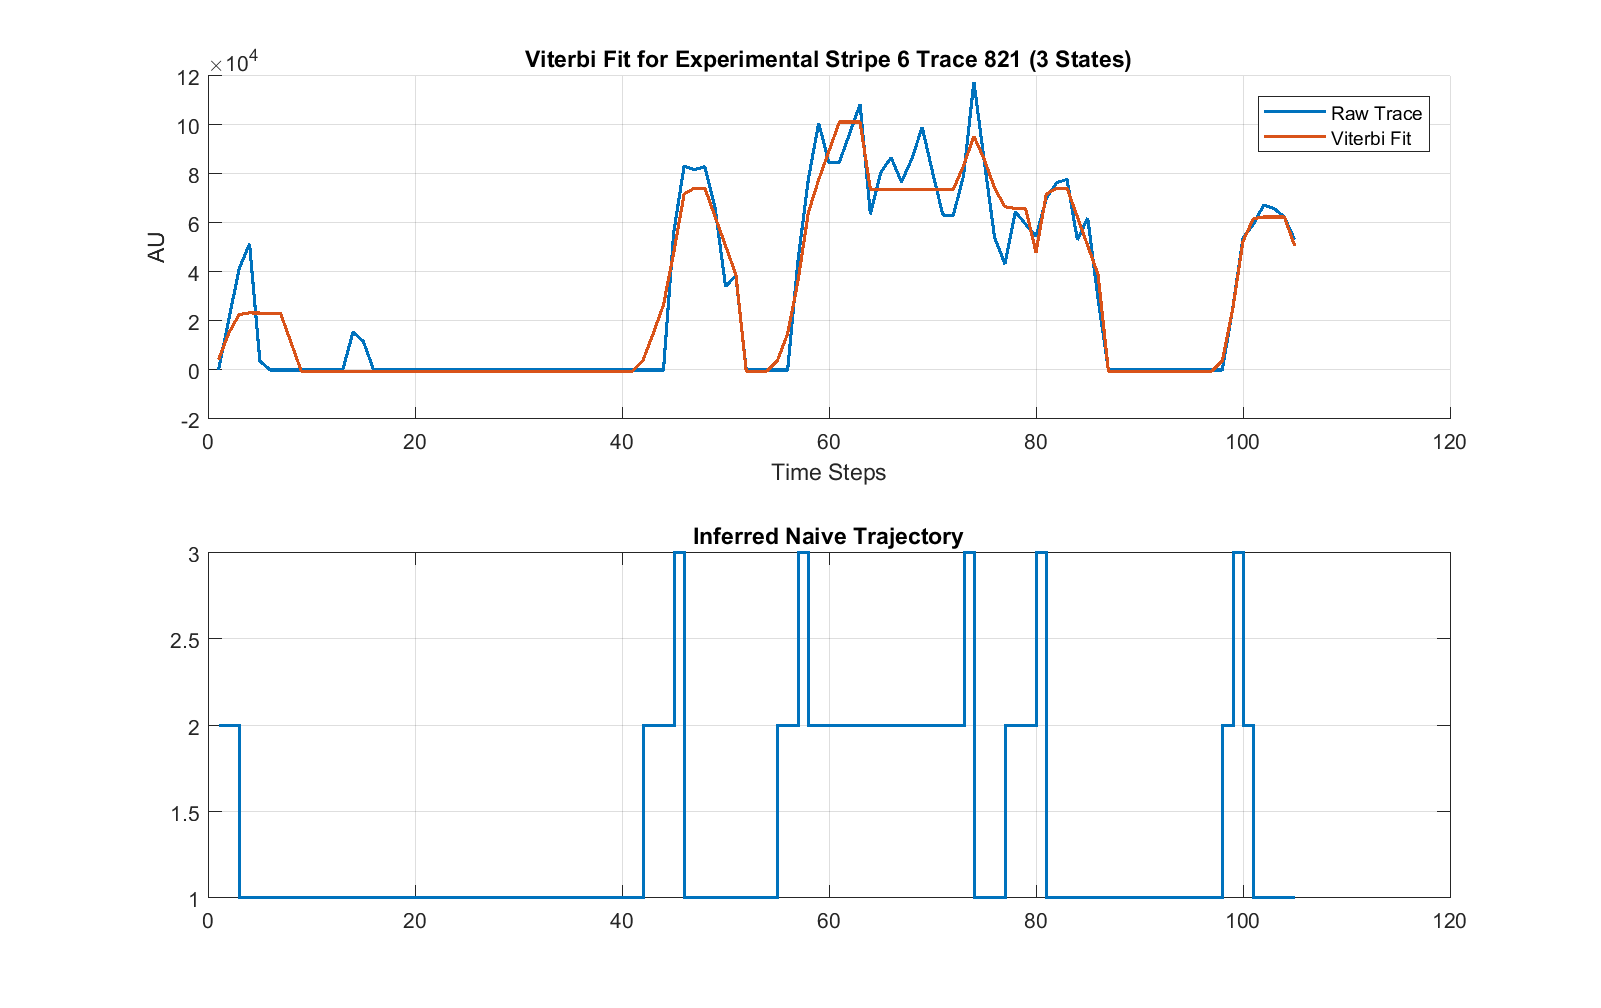 Viterbi Fit for Experimental Stripe 6 Trace 821 (3 States)
×10^4
12
10
8
6
4
2
0
-2
AU
Raw Trace
Viterbi Fit
0 20 40 60 80 100 120
Time Steps
Inferred Naive Trajectory
3
2.5
2
1.5
1
0 20 40 60 80 100 120